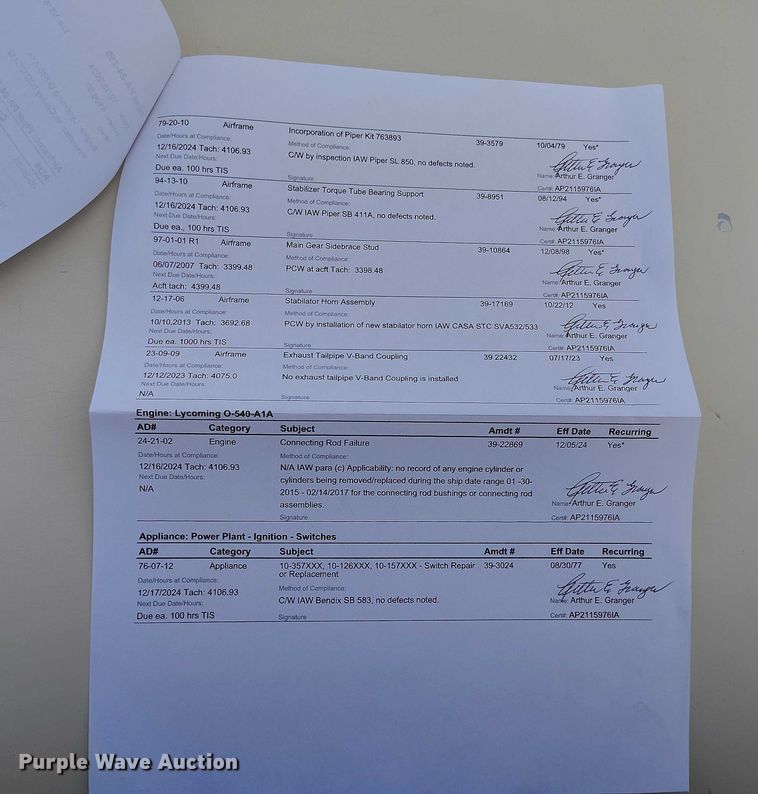 79-20-10 Airframe Incorporation of Piper Kit 763893 39-3579 10/04/79 Yes*
Date/Hours at Compliance: Method of Compliance:
12/16/2024 Tach: 4106.93 C/W by inspection IAW Piper SL 850, no defects noted.
Next Due Date/Hours: Name: Arthur E. Granger
Due ea. 100 hrs TIS Signature Cert#: AP2115976IA
94-13-10 Airframe Stabilizer Torque Tube Bearing Support 39-8951 08/12/94 Yes*
Date/Hours at Compliance: Method of Compliance:
12/16/2024 Tach: 4106.93 C/W IAW Piper SB 411A, no defects noted.
Next Due Date/Hours: Name: Arthur E. Granger
Due ea., 100 hrs TIS Signature Cert#: AP2115976IA
97-01-01 R1 Airframe Main Gear Sidebrace Stud 39-10864 12/08/98 Yes*
Date/Hours at Compliance: Method of Compliance:
06/07/2007 Tach: 3399.48 PCW at acft Tach: 3398.48
Next Due Date/Hours: Name: Arthur E. Granger
Acft tach: 4399.48 Signature Cert#: AP2115976IA
12-17-06 Airframe Stabilator Horn Assembly 39-17169 10/22/12 Yes
Date/Hours at Compliance: Method of Compliance:
10/10,2013 Tach: 3692.68 PCW by installation of new stabilator horn IAW CASA STC SVA532/533
Next Due Date/Hours: Name: Arthur E. Granger
Due ea. 1000 hrs TIS Signature Cert#: AP2115976IA
23-09-09 Airframe Exhaust Tailpipe V-Band Coupling 39 22432 07/17/23 Yes
Date/Hours at Compliance: Method of Compliance:
12/12/2023 Tach: 4075.0 No exhaust tailpipe V-Band Coupling is installed
Next Due Date/Hours: Name: Arthur E. Granger
N/A Signature Cert#: AP2115976IA
Engine: Lycoming O-540-A1A
AD# Category Subject Amdt # Eff Date Recurring
24-21-02 Engine Connecting Rod Failure 39-22869 12/05/24 Yes*
Date/Hours at Compliance: Method of Compliance:
12/16/2024 Tach: 4106.93 N/A IAW para (c) Applicability: no record of any engine cylinder or
Next Due Date/Hours: cylinders being removed/replaced during the ship date range 01 -30-
N/A 2015 - 02/14/2017 for the connecting rod bushings or connecting rod
assemblies. Name: Arthur E. Granger
Signature Cert#: AP2115976IA
Appliance: Power Plant - Ignition - Switches
AD# Category Subject Amdt # Eff Date Recurring
76-07-12 Appliance 10-357XXX, 10-126XXX, 10-157XXX - Switch Repair 39-3024 08/30/77 Yes
or Replacement
Date/Hours at Compliance: Method of Compliance:
12/17/2024 Tach: 4106.93 C/W IAW Bendix SB 583, no defects noted.
Next Due Date/Hours: Name: Arthur E. Granger
Due ea. 100 hrs TIS Signature Cert#: AP2115976IA
Purple Wave Auction